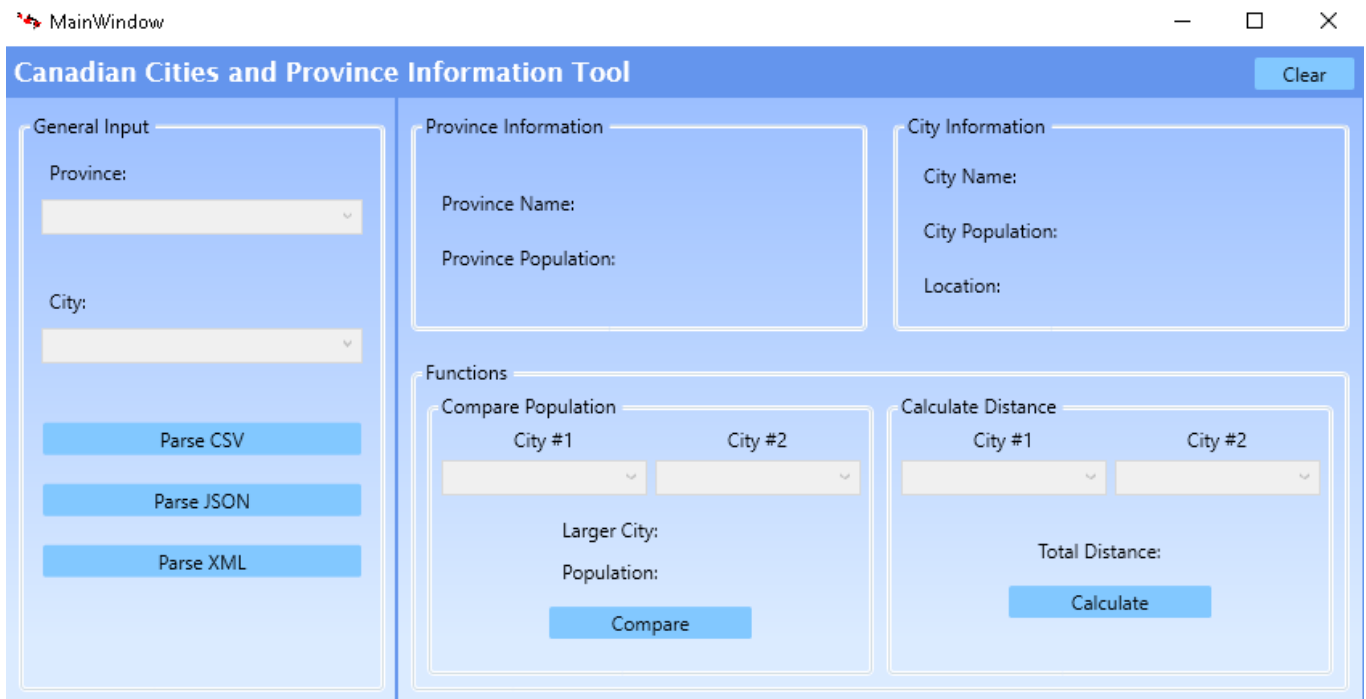 MainWindow
Canadian Cities and Province Information Tool
Clear
General Input
Province:
City:
Parse CSV
Parse JSON
Parse XML
Province Information
Province Name:
Province Population:
City Information
City Name:
City Population:
Location:
Functions
Compare Population
City #1 City #2
Larger City:
Population:
Compare
Calculate Distance
City #1 City #2
Total Distance:
Calculate